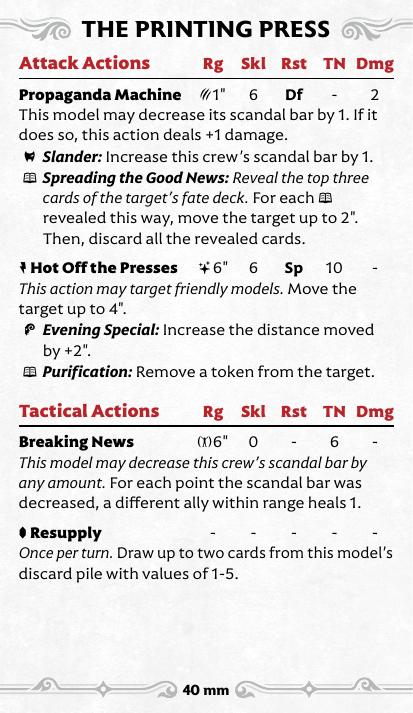 THE PRINTING PRESS
Attack Actions Rg Skl Rst TN Dmg
Propaganda Machine 1" 6 Df - 2
This model may decrease its scandal bar by 1. If it
does so, this action deals +1 damage.
Slander: Increase this crew's scandal bar by 1.
Spreading the Good News: Reveal the top three
cards of the target's fate deck. For each
revealed this way, move the target up to 2".
Then, discard all the revealed cards.
Hot Off the Presses 6" 6 Sp 10 -
This action may target friendly models. Move the
target up to 4".
Evening Special: Increase the distance moved
by +2".
Purification: Remove a token from the target.
Tactical Actions Rg Skl Rst TN Dmg
Breaking News 6" 0 - 6 -
This model may decrease this crew's scandal bar by
any amount. For each point the scandal bar was
decreased, a different ally within range heals 1.
Resupply - - - - -
Once per turn. Draw up to two cards from this model's
discard pile with values of 1-5.
40 mm